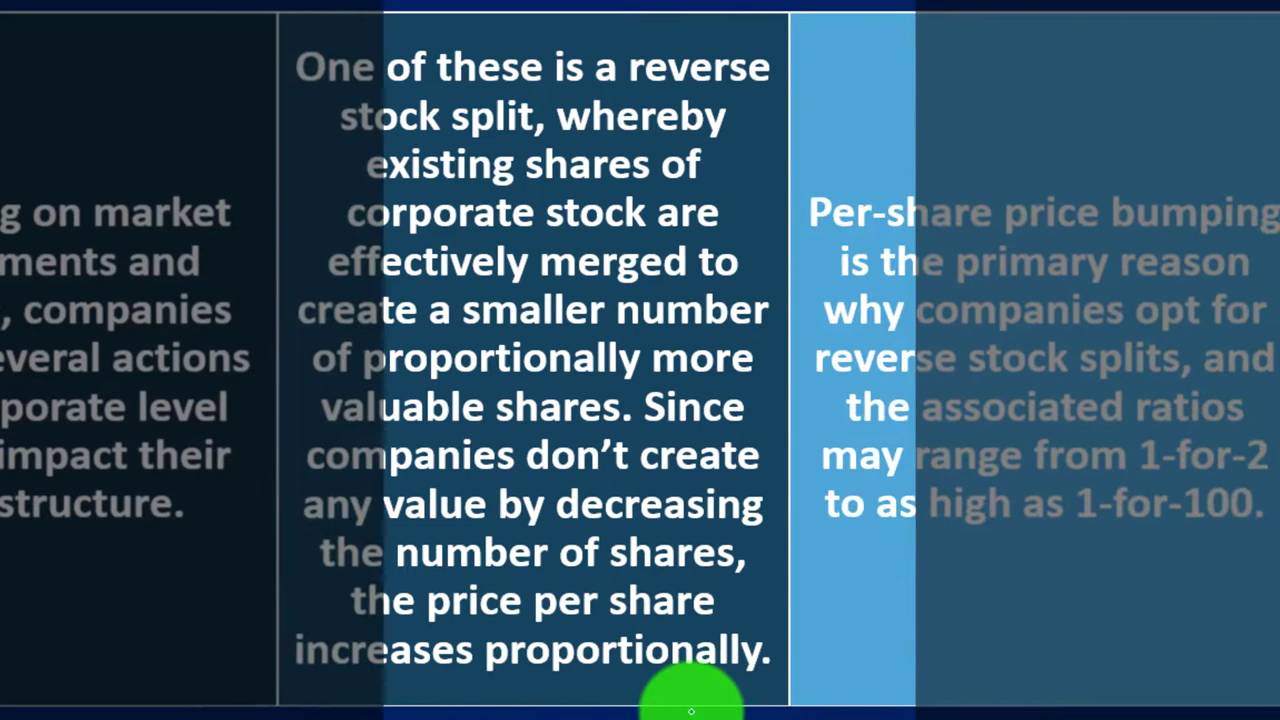 g on market
ments and
, companies
everal actions
porate level
impact their
structure.
One of these is a reverse
stock split, whereby
existing shares of
corporate stock are
effectively merged to
create a smaller number
of proportionally more
valuable shares. Since
companies don’t create
any value by decreasing
the number of shares,
the price per share
increases proportionally.
Per-share price bumping
is the primary reason
why companies opt for
reverse stock splits, and
the associated ratios
may range from 1-for-2
to as high as 1-for-100.